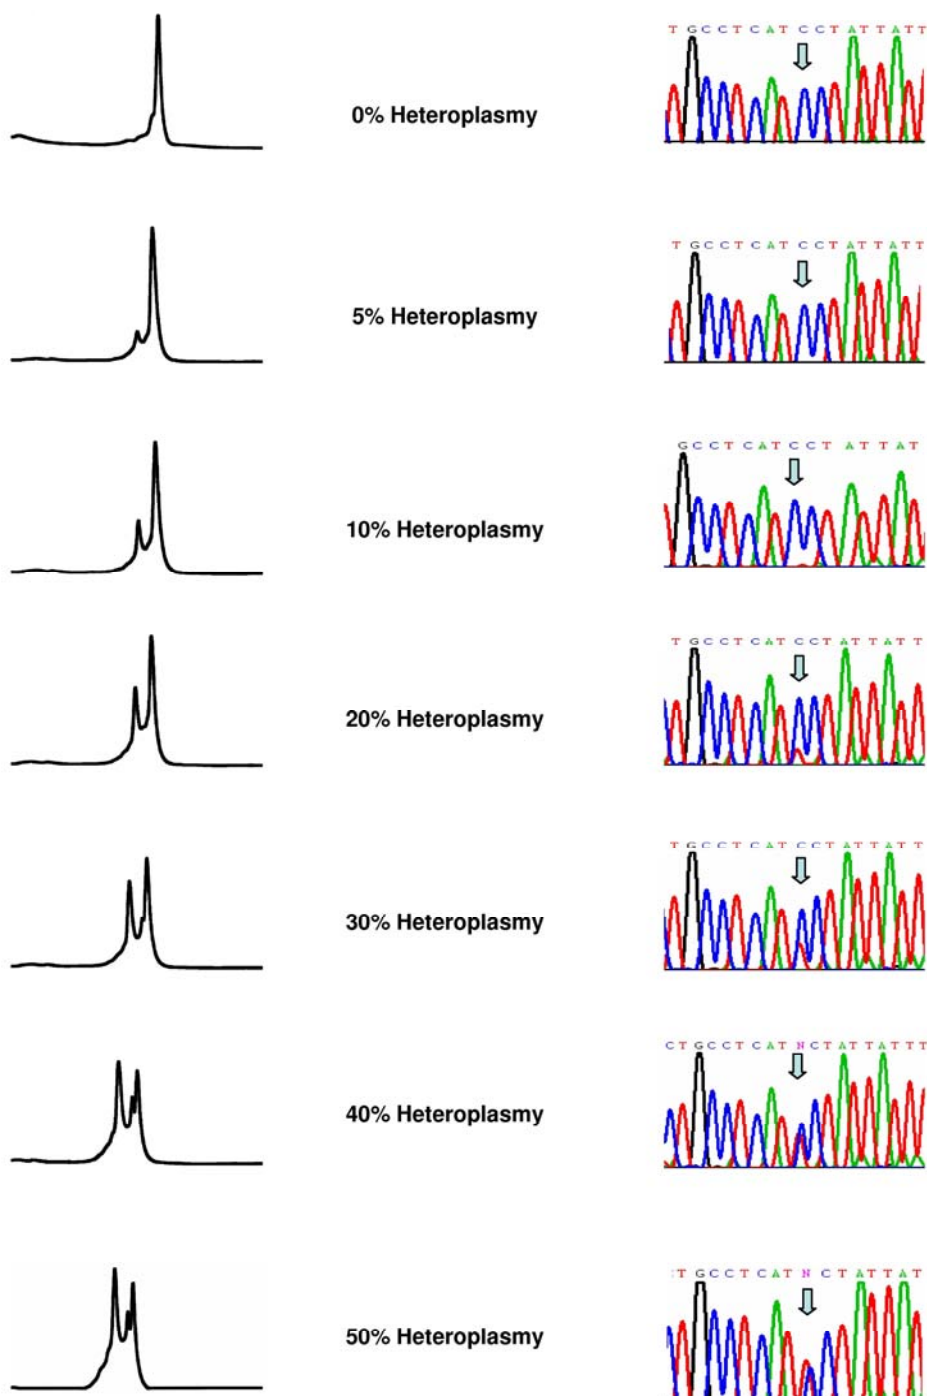 T G C C T C A T C C T A T T A T T
0% Heteroplasmy
T G C C T C A T C C T A T T A T T
5% Heteroplasmy
G C C T C A T C C T A T T A T
10% Heteroplasmy
T G C C T C A T C C T A T T A T T
20% Heteroplasmy
T G C C T C A T C C T A T T A T T
30% Heteroplasmy
C T G C C T C A T N C T A T T A T T T
40% Heteroplasmy
T G C C T C A T N C T A T T A T
50% Heteroplasmy